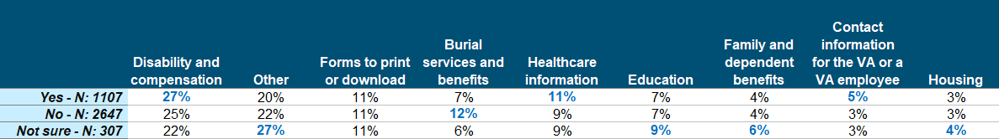 Disability and compensation Other Forms to print or download Burial services and benefits Healthcare information Education Family and dependent benefits Contact information for the VA or a VA employee Housing
Yes - N: 1107 27% 20% 11% 7% 11% 7% 4% 5% 3%
No - N: 2647 25% 22% 11% 12% 9% 7% 4% 3% 3%
Not sure - N: 307 22% 27% 11% 6% 9% 9% 6% 3% 4%